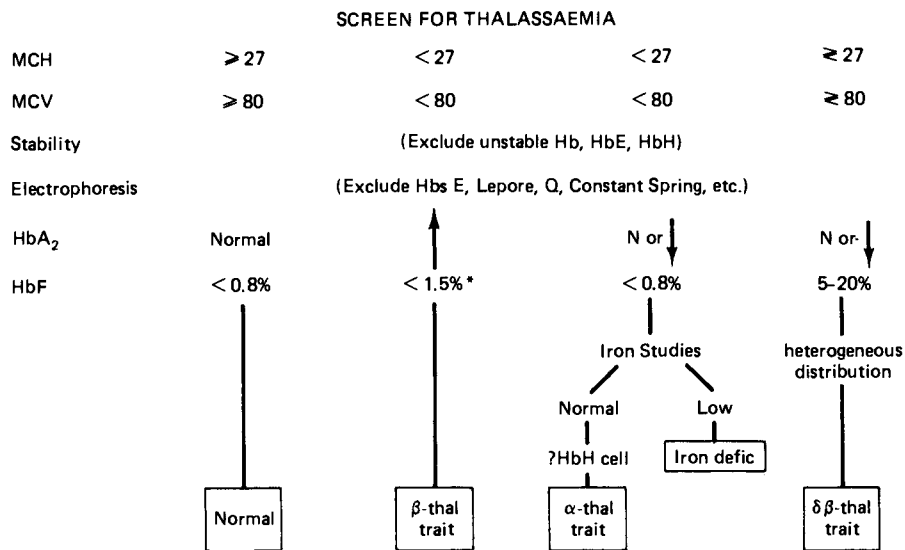 SCREEN FOR THALASSAEMIA
MCH ⩾ 27 < 27 < 27 ≷ 27
MCV ⩾ 80 < 80 < 80 ≷ 80
Stability (Exclude unstable Hb, HbE, HbH)
Electrophoresis (Exclude Hbs E, Lepore, Q, Constant Spring, etc.)
HbA₂ Normal ↑ N or ↓ N or- ↓
HbF < 0.8% < 1.5% * < 0.8% 5–20%
Iron Studies heterogeneous
distribution
Normal Low
?HbH cell Iron defic
Normal β-thal α-thal δβ-thal
trait trait trait